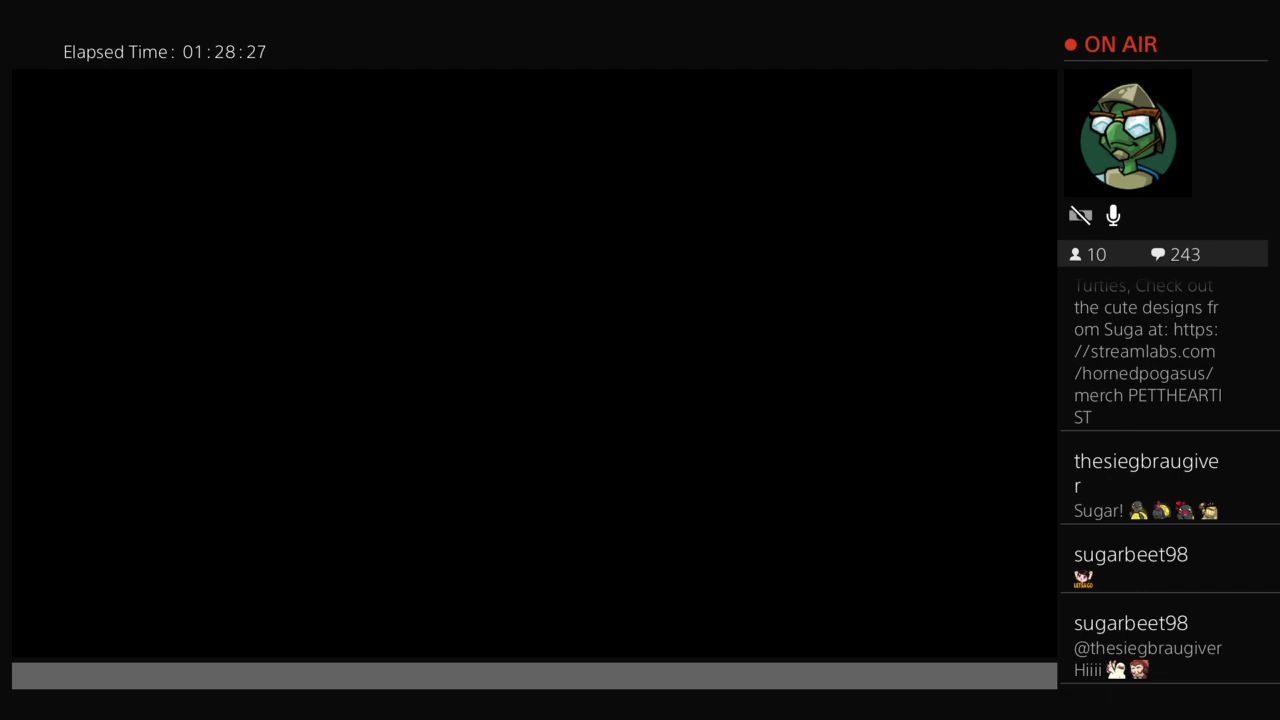 Elapsed Time: 01:28:27
ON AIR
10 243
Turtles, Check out
the cute designs fr
om Suga at: https:
//streamlabs.com
/hornedpogasus/
merch PETTHEARTI
ST
thesiegbraugive
r
Sugar!
sugarbeet98
LETSAGO
sugarbeet98
@thesiegbraugiver
Hiiii